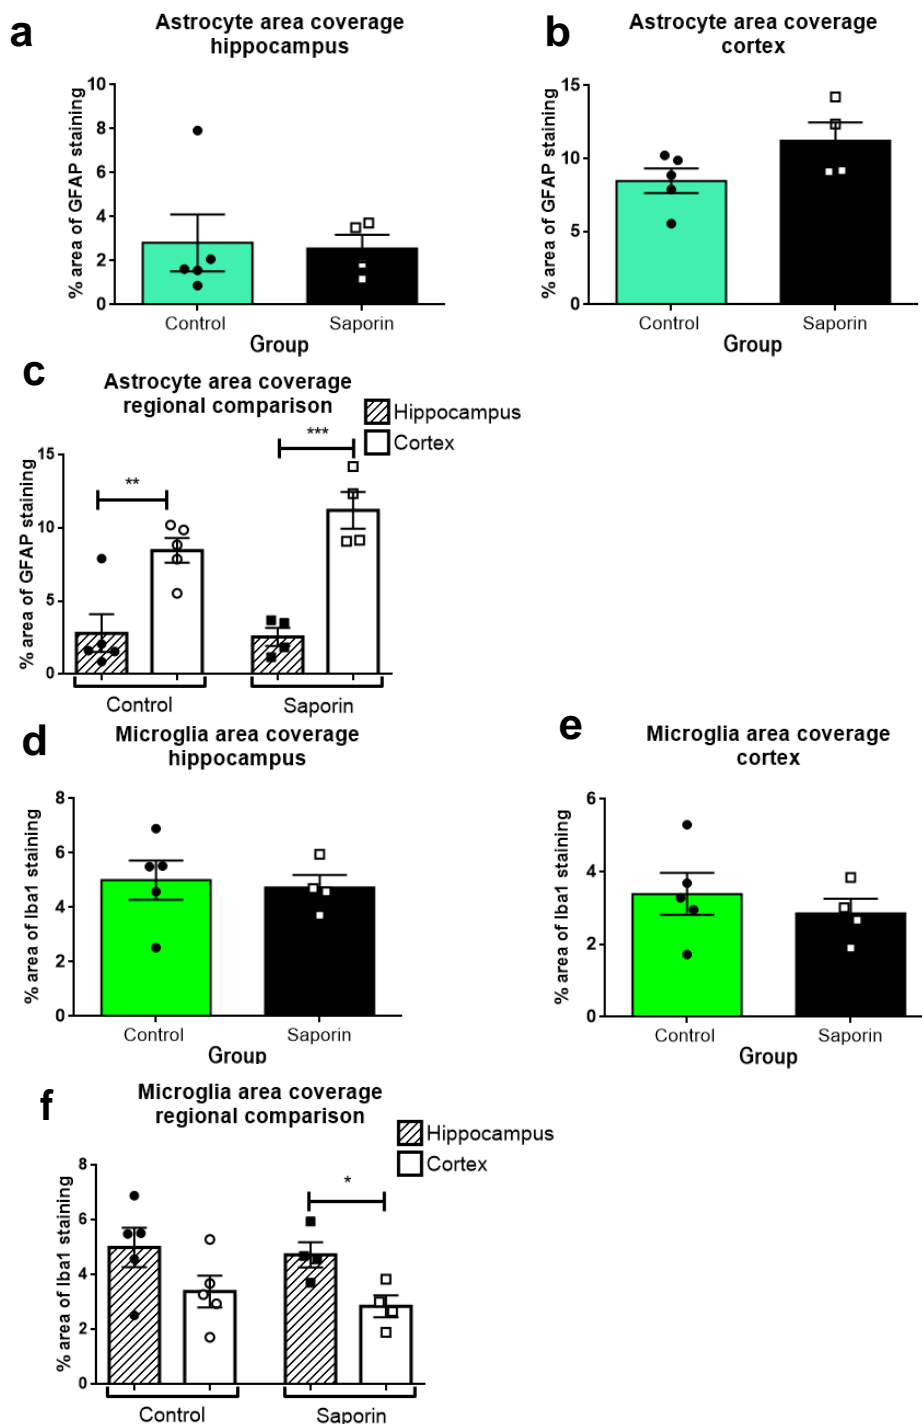 a
Astrocyte area coverage
hippocampus
% area of GFAP staining
10
8
6
4
2
0
Control
Saporin
Group
b
Astrocyte area coverage
cortex
% area of GFAP staining
15
10
5
0
Control
Saporin
Group
c
Astrocyte area coverage
regional comparison
Hippocampus
Cortex
% area of GFAP staining
15
10
5
0
**
***
Control
Saporin
d
Microglia area coverage
hippocampus
% area of Iba1 staining
8
6
4
2
0
Control
Saporin
Group
e
Microglia area coverage
cortex
% area of Iba1 staining
6
4
2
0
Control
Saporin
Group
f
Microglia area coverage
regional comparison
Hippocampus
Cortex
% area of Iba1 staining
8
6
4
2
0
*
Control
Saporin